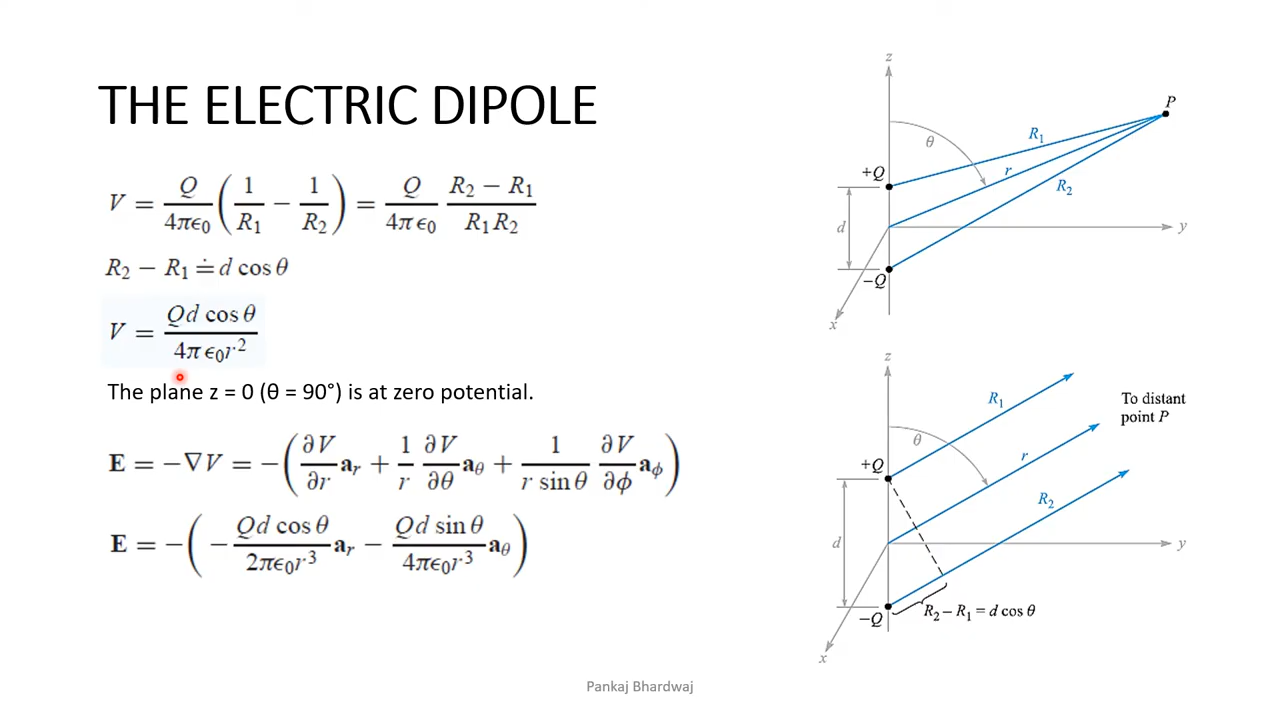 THE ELECTRIC DIPOLE
V = Q/(4πϵ₀) (1/R₁ − 1/R₂) = Q/(4πϵ₀) (R₂ − R₁)/(R₁R₂)
R₂ − R₁ ≐ d cos θ
V = Qd cos θ/(4πϵ₀r²)
The plane z = 0 (θ = 90°) is at zero potential.
E = −∇V = −(∂V/∂r aᵣ + 1/r ∂V/∂θ a_θ + 1/(r sin θ) ∂V/∂ϕ a_ϕ)
E = −(− Qd cos θ/(2πϵ₀r³) aᵣ − Qd sin θ/(4πϵ₀r³) a_θ)
z
P
θ
R₁
+Q
r
R₂
d
y
−Q
x
z
R₁
To distant
point P
θ
r
+Q
R₂
d
y
R₂ − R₁ = d cos θ
−Q
x
Pankaj Bhardwaj